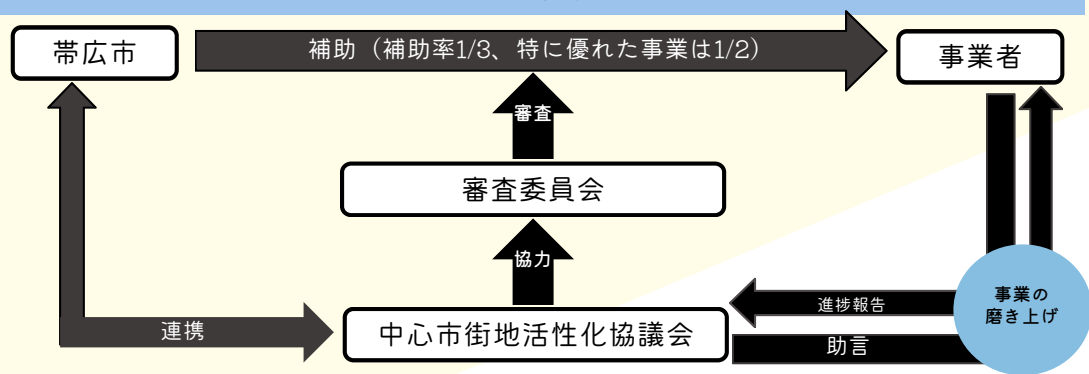 帯広市
補助（補助率1/3、特に優れた事業は1/2）
事業者
審査
審査委員会
協力
進捗報告
事業の
磨き上げ
連携
中心市街地活性化協議会
助言